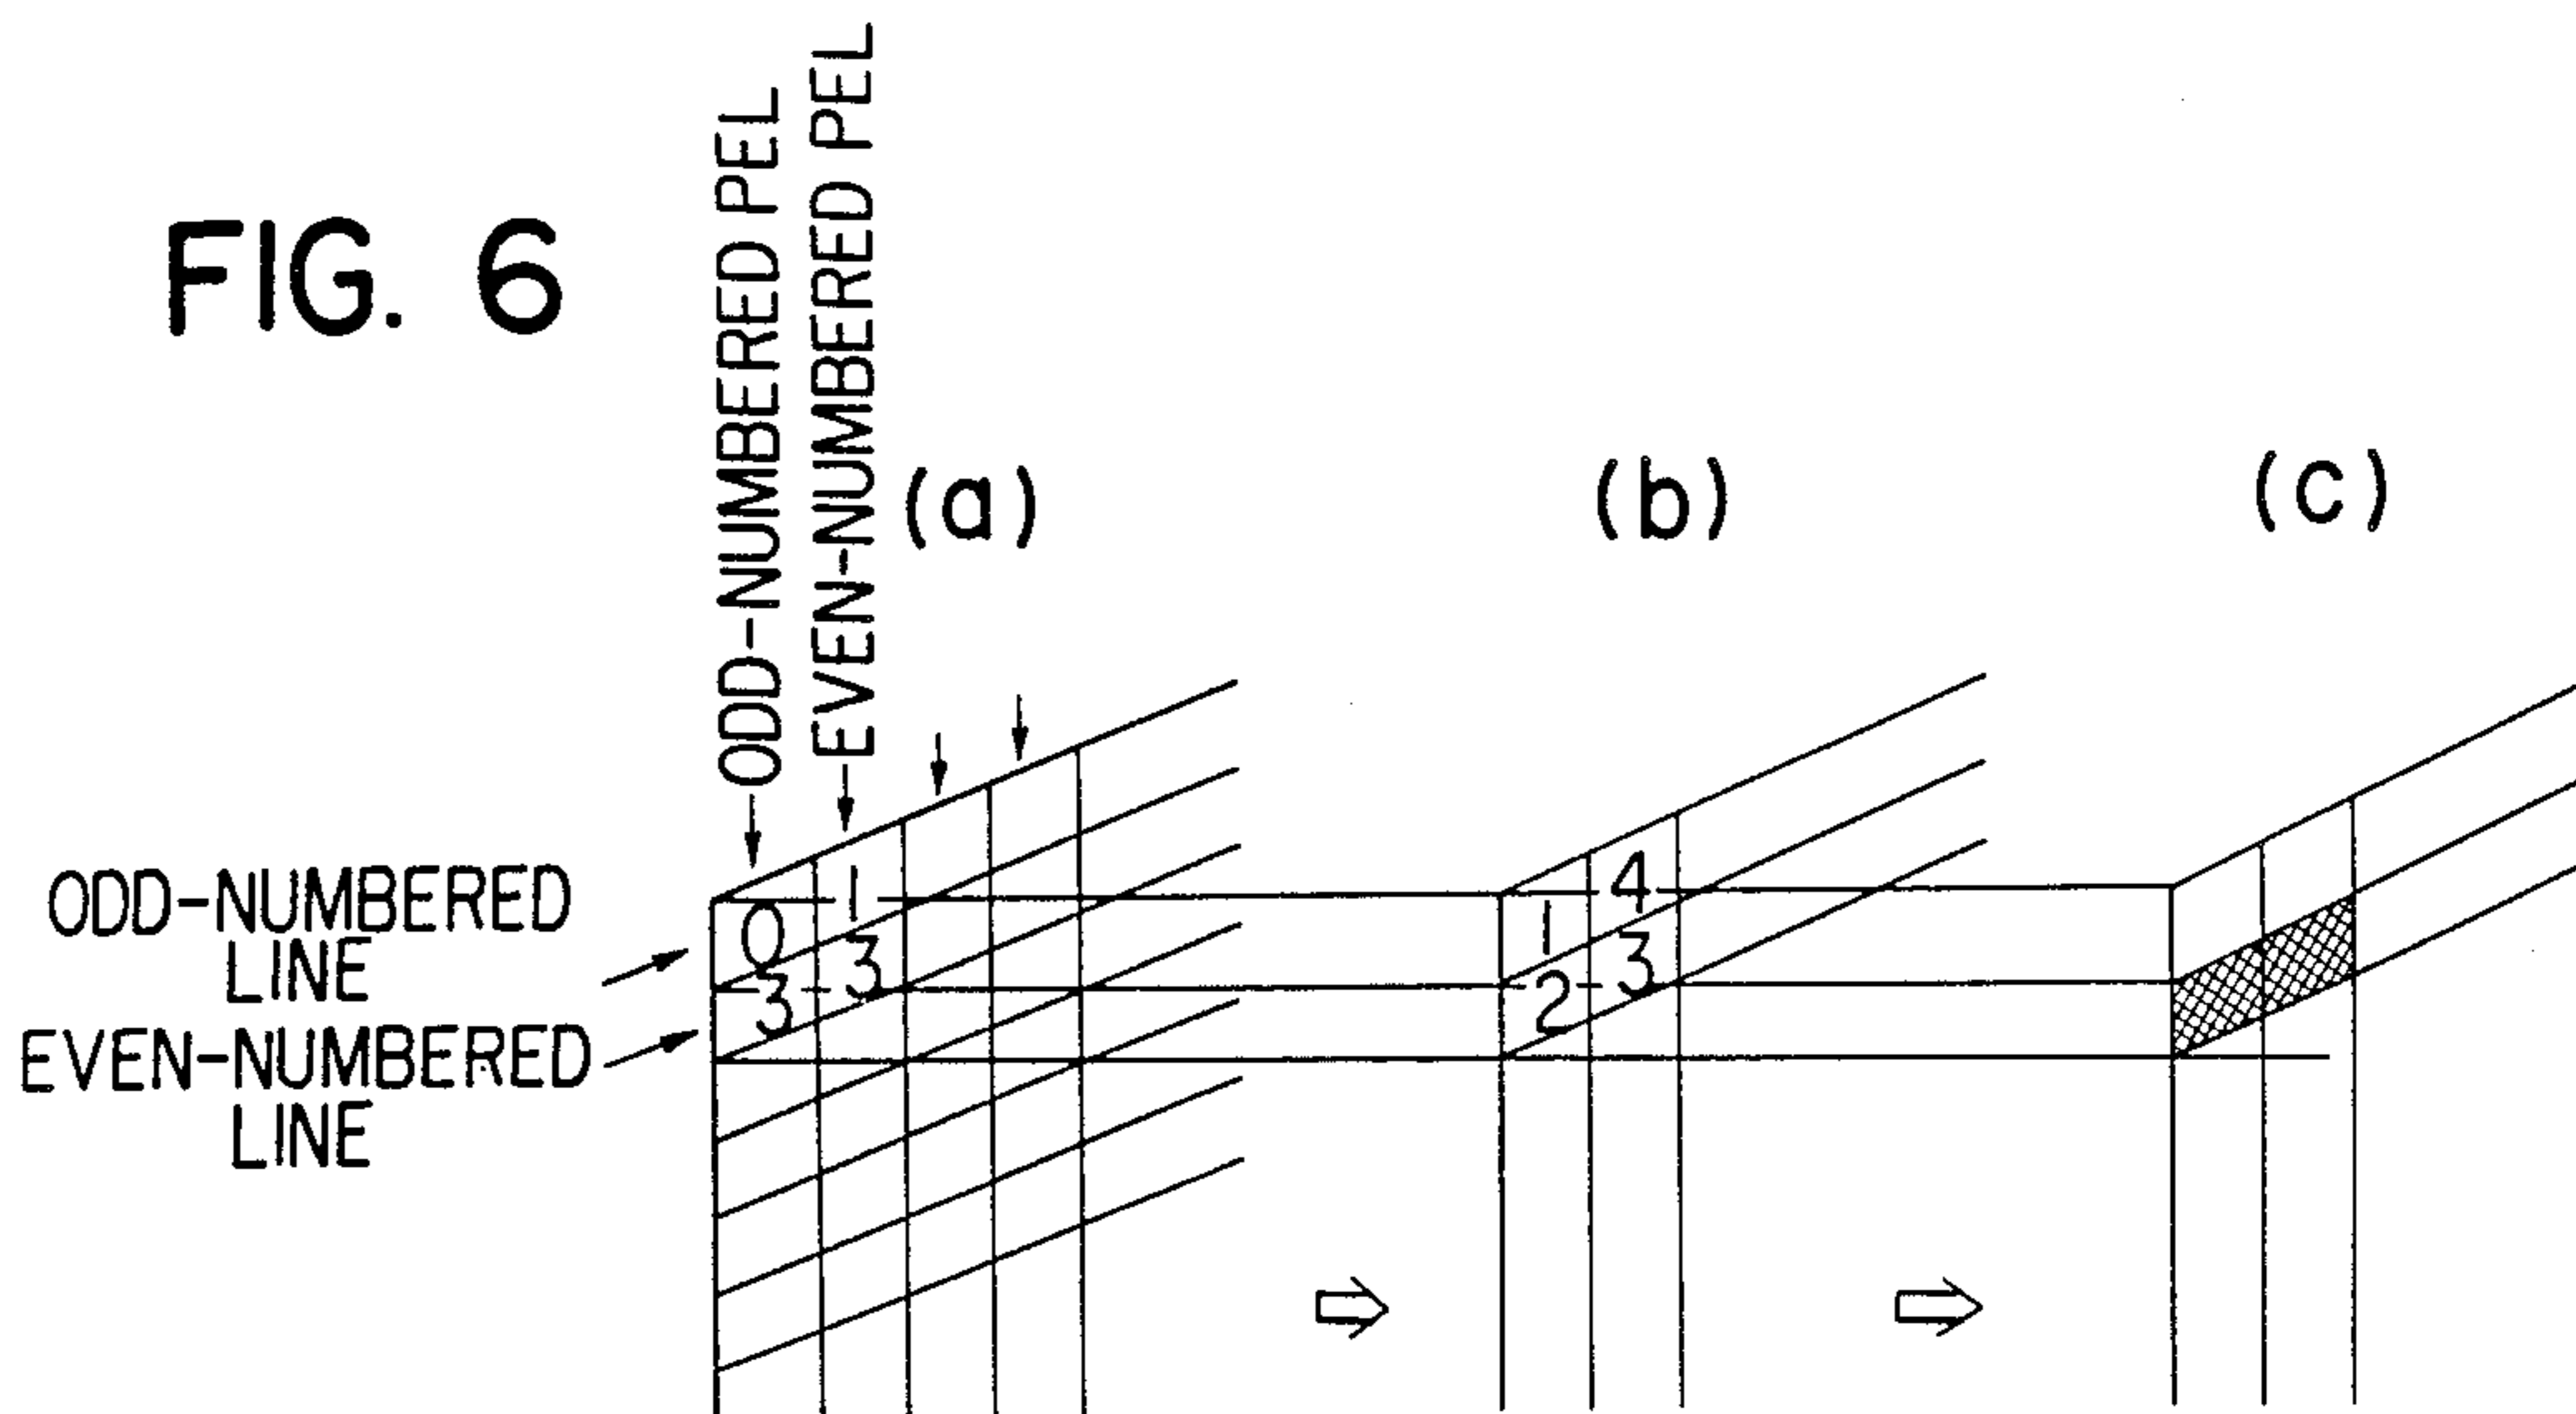 FIG. 6
ODD-NUMBERED PEL
EVEN-NUMBERED PEL
(a)
(b)
(c)
ODD-NUMBERED
LINE
EVEN-NUMBERED
LINE
0 1
3 3
1 4
2 3